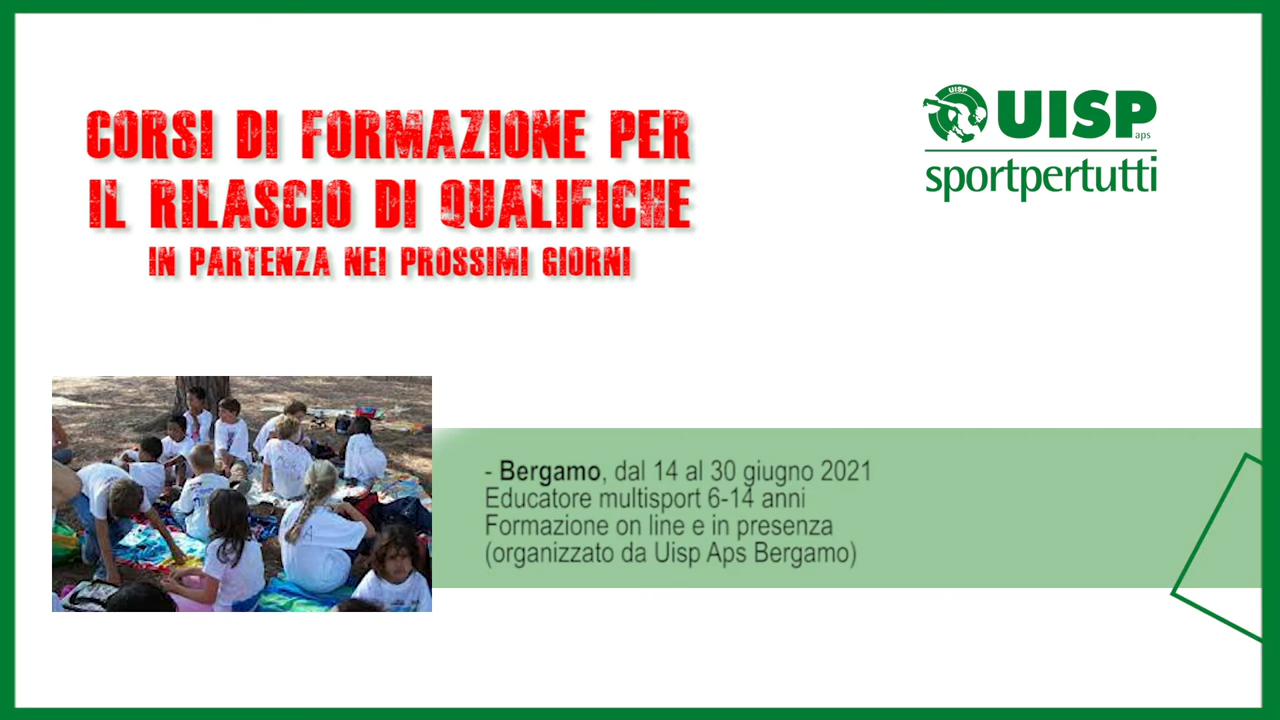 CORSI DI FORMAZIONE PER
IL RILASCIO DI QUALIFICHE
IN PARTENZA NEI PROSSIMI GIORNI
UISP
UISP
aps
sportpertutti
- Bergamo, dal 14 al 30 giugno 2021
Educatore multisport 6-14 anni
Formazione on line e in presenza
(organizzato da Uisp Aps Bergamo)